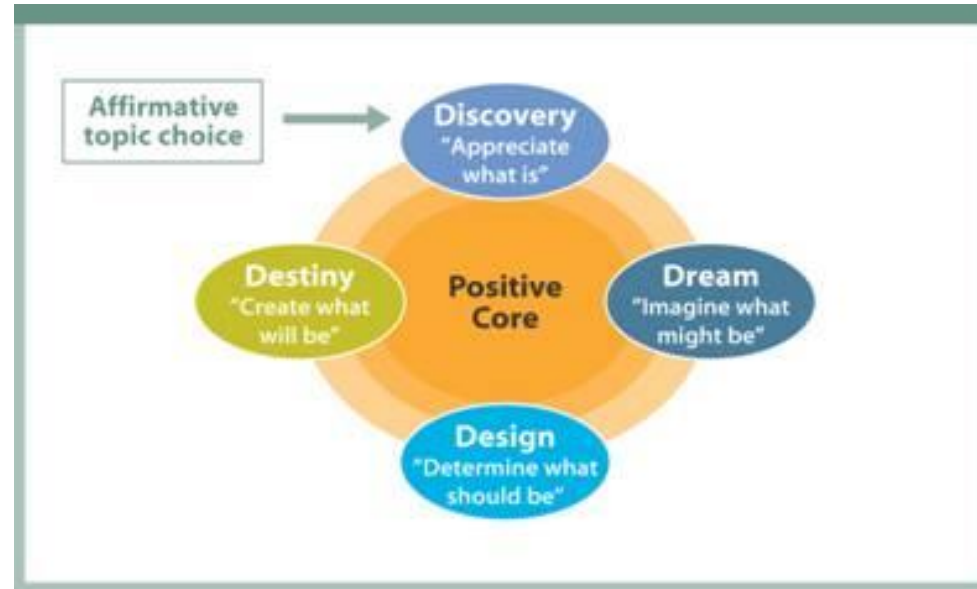 Affirmative
topic choice
Discovery
"Appreciate
what is"
Destiny
"Create what
will be"
Positive
Core
Dream
"Imagine what
might be"
Design
"Determine what
should be"